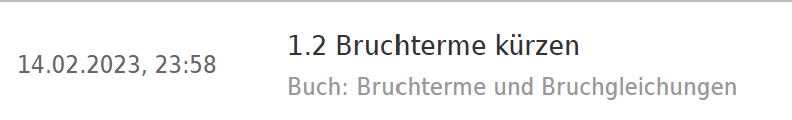 1.2 Bruchterme kürzen
14.02.2023, 23:58
Buch: Bruchterme und Bruchgleichungen